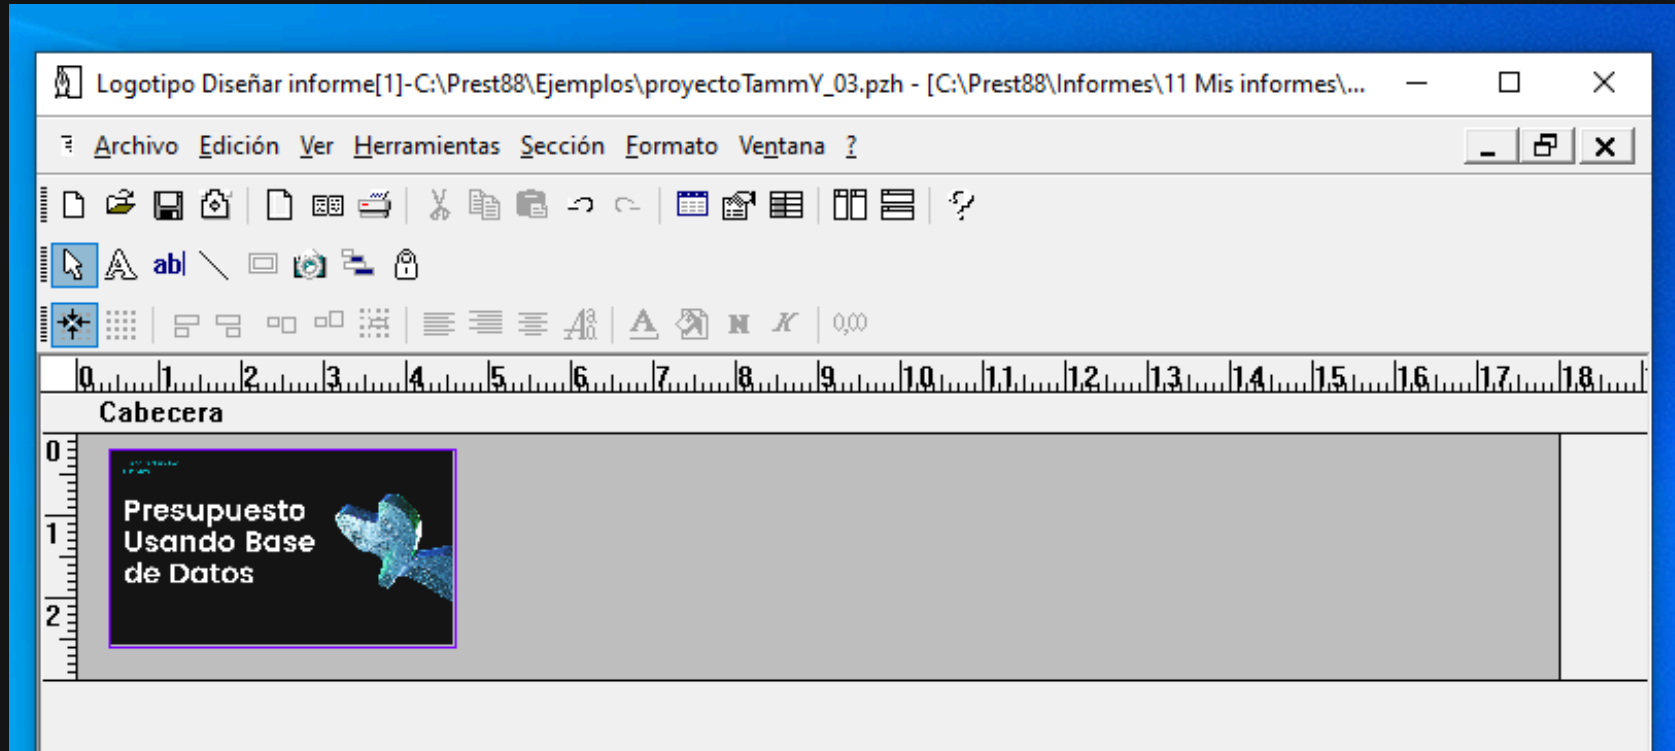 Logotipo Diseñar informe[1]-C:\Prest88\Ejemplos\proyectoTammY_03.pzh - [C:\Prest88\Informes\11 Mis informes\...
Archivo Edición Ver Herramientas Sección Formato Ventana ?
ab
N K 0,00
0 1 2 3 4 5 6 7 8 9 10 11 12 13 14 15 16 17 18
Cabecera
0
1
2
Presupuesto
Usando Base
de Datos